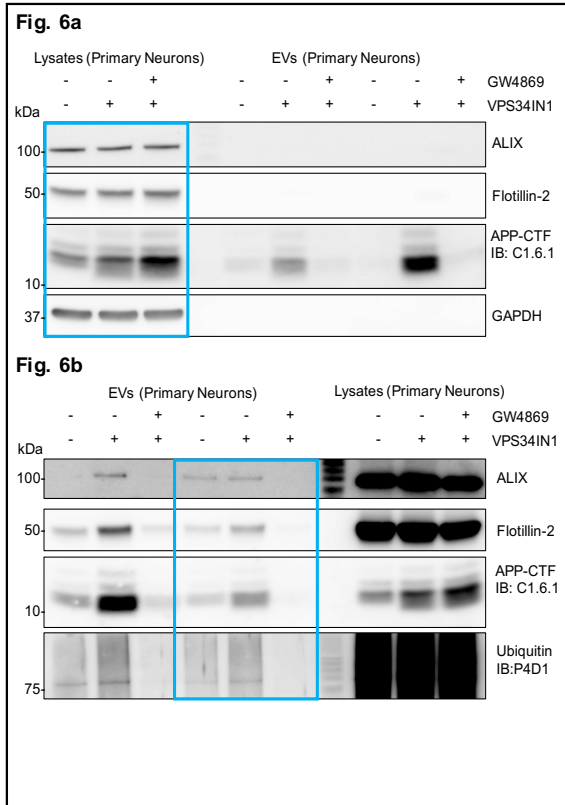 Fig. 6a
Lysates (Primary Neurons) EVs (Primary Neurons)
- - + - - + - - + GW4869
- + + - + + - + + VPS34IN1
kDa
100 ALIX
50 Flotillin-2
APP-CTF
IB: C1.6.1
10
37 GAPDH
Fig. 6b
EVs (Primary Neurons) Lysates (Primary Neurons)
- - + - - + - - + GW4869
- + + - + + - + + VPS34IN1
kDa
100 ALIX
50 Flotillin-2
APP-CTF
IB: C1.6.1
10
Ubiquitin
IB:P4D1
75